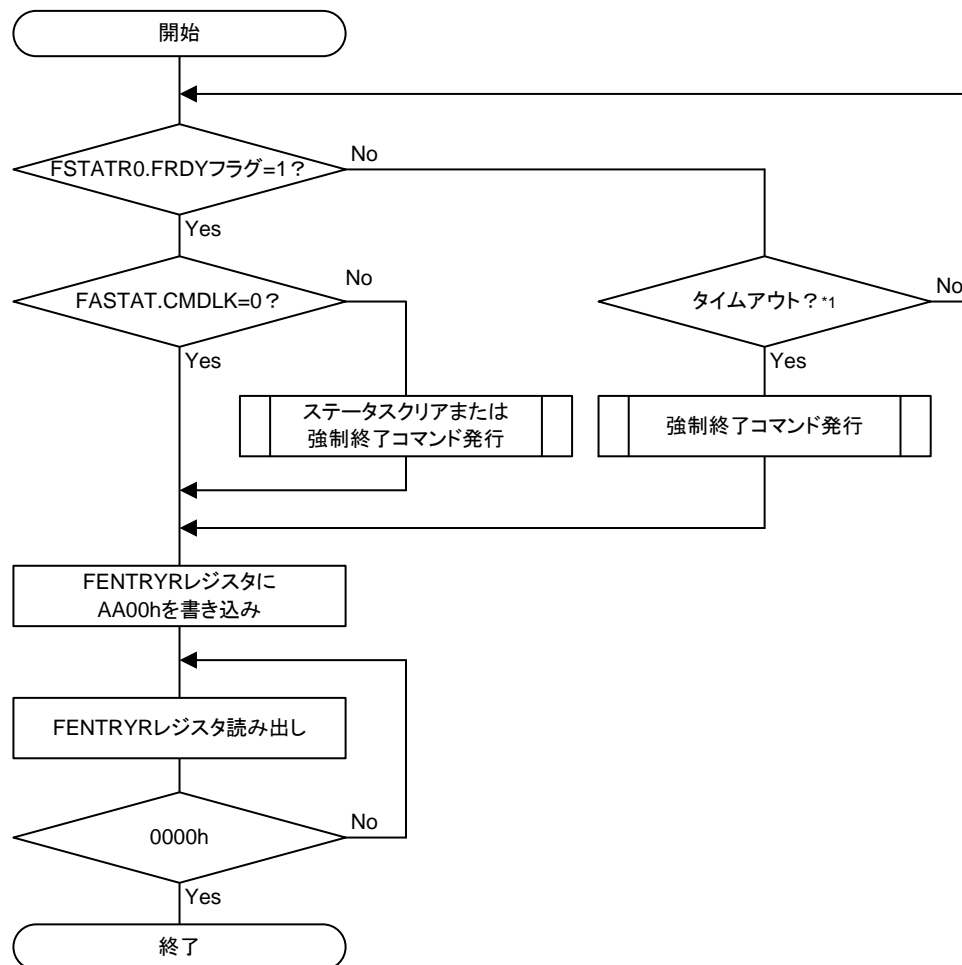 開始
FSTATR0.FRDYフラグ=1？
No
Yes
FASTAT.CMDLK=0？
No
Yes
タイムアウト？*1
No
Yes
ステータスクリアまたは
強制終了コマンド発行
強制終了コマンド発行
FENTRYRレジスタに
AA00hを書き込み
FENTRYRレジスタ読み出し
0000h
No
Yes
終了